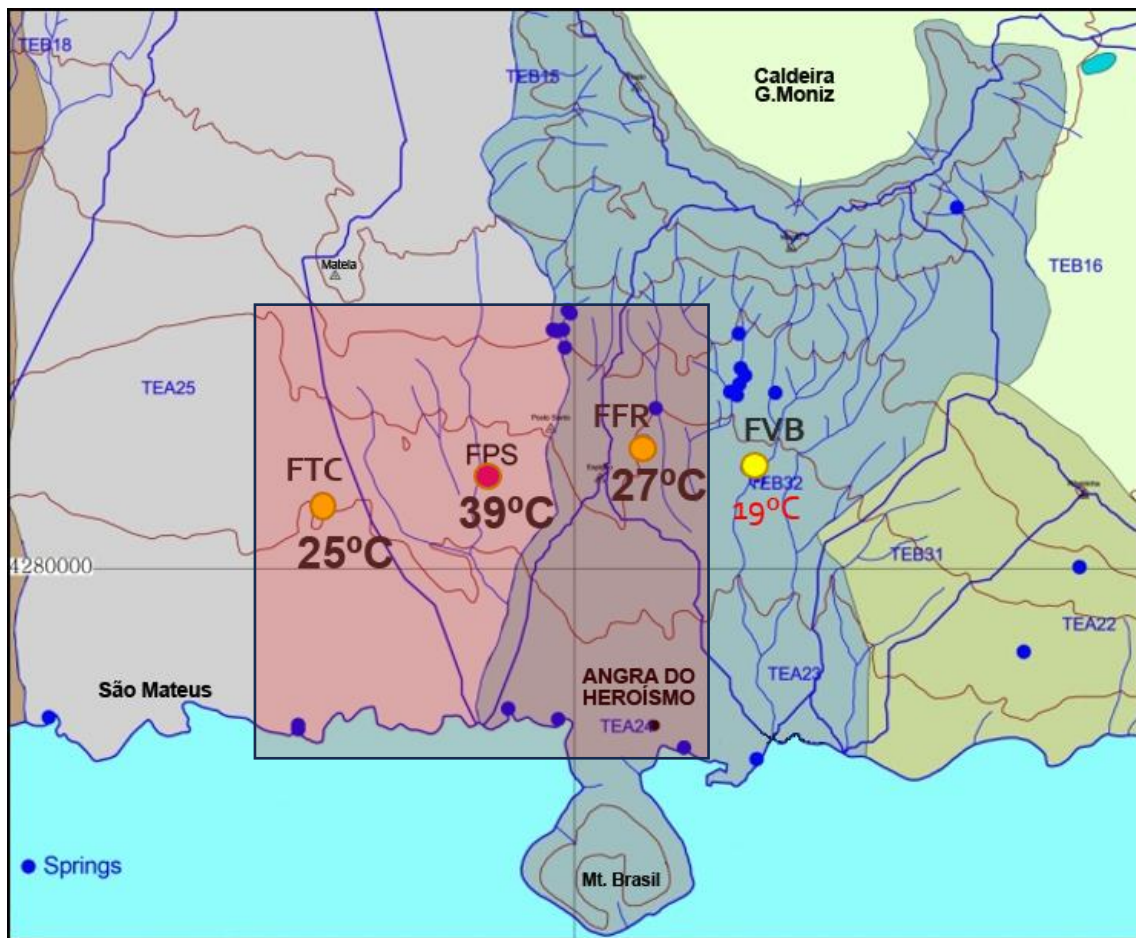 TEB18
TEB15
Caldeira
G.Moniz
TEB16
Matela
TEA25
FFR
FVB
FTC
FPS
27ºC
TEB32
19ºC
39ºC
25ºC
TEB31
4280000
TEA22
ANGRA DO
HEROÍSMO
TEA23
São Mateus
TEA24
Springs
Mt. Brasil